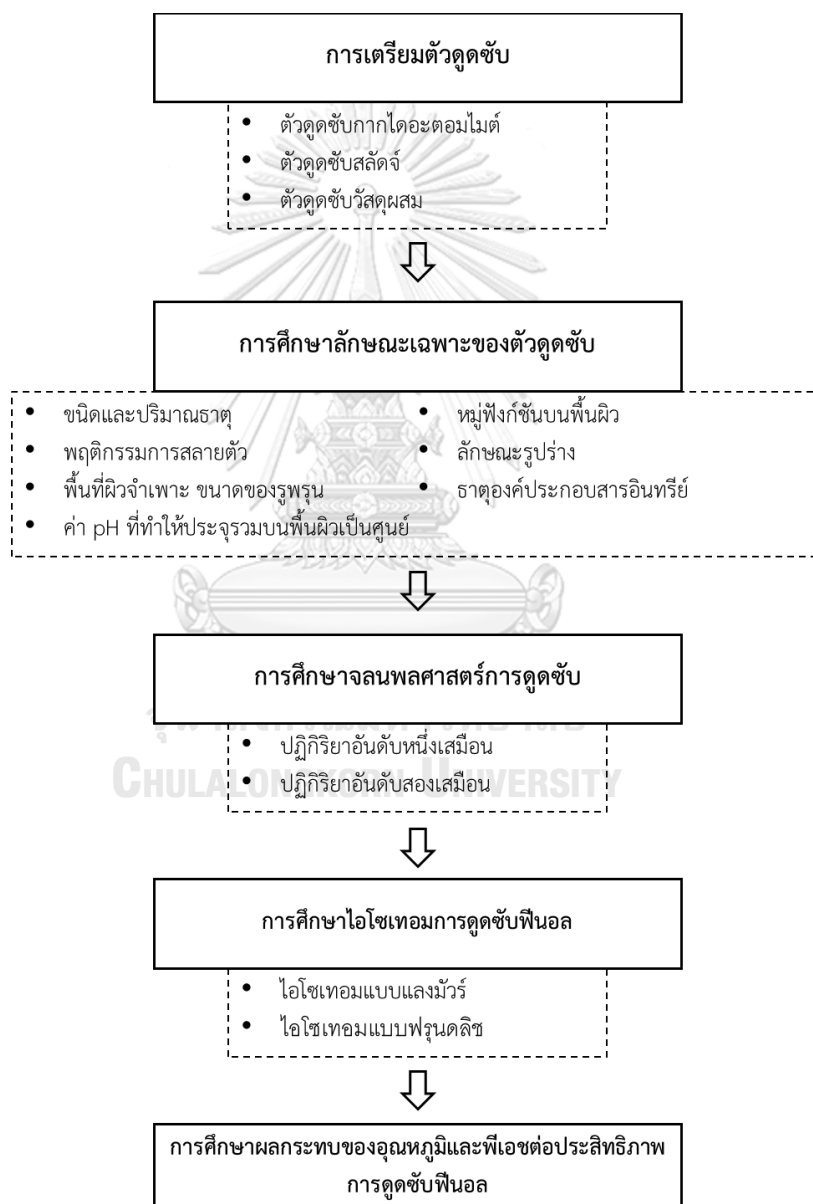 การเตรียมตัวดูดซับ
• ตัวดูดซับกากไดอะตอมไมต์
• ตัวดูดซับสลัดจ์
• ตัวดูดซับวัสดุผสม
การศึกษาลักษณะเฉพาะของตัวดูดซับ
• ชนิดและปริมาณธาตุ
• พฤติกรรมการสลายตัว
• พื้นที่ผิวจำเพาะ ขนาดของรูพรุน
• ค่า pH ที่ทำให้ประจุรวมบนพื้นผิวเป็นศูนย์
• หมู่ฟังก์ชันบนพื้นผิว
• ลักษณะรูปร่าง
• ธาตุองค์ประกอบสารอินทรีย์
การศึกษาจลนพลศาสตร์การดูดซับ
• ปฏิกิริยาอันดับหนึ่งเสมือน
• ปฏิกิริยาอันดับสองเสมือน
CHULALONGKORN UNIVERSITY
การศึกษาไอโซเทอมการดูดซับฟีนอล
• ไอโซเทอมแบบแลงมัวร์
• ไอโซเทอมแบบฟรุนดลิช
การศึกษาผลกระทบของอุณหภูมิและพีเอชต่อประสิทธิภาพ
การดูดซับฟีนอล